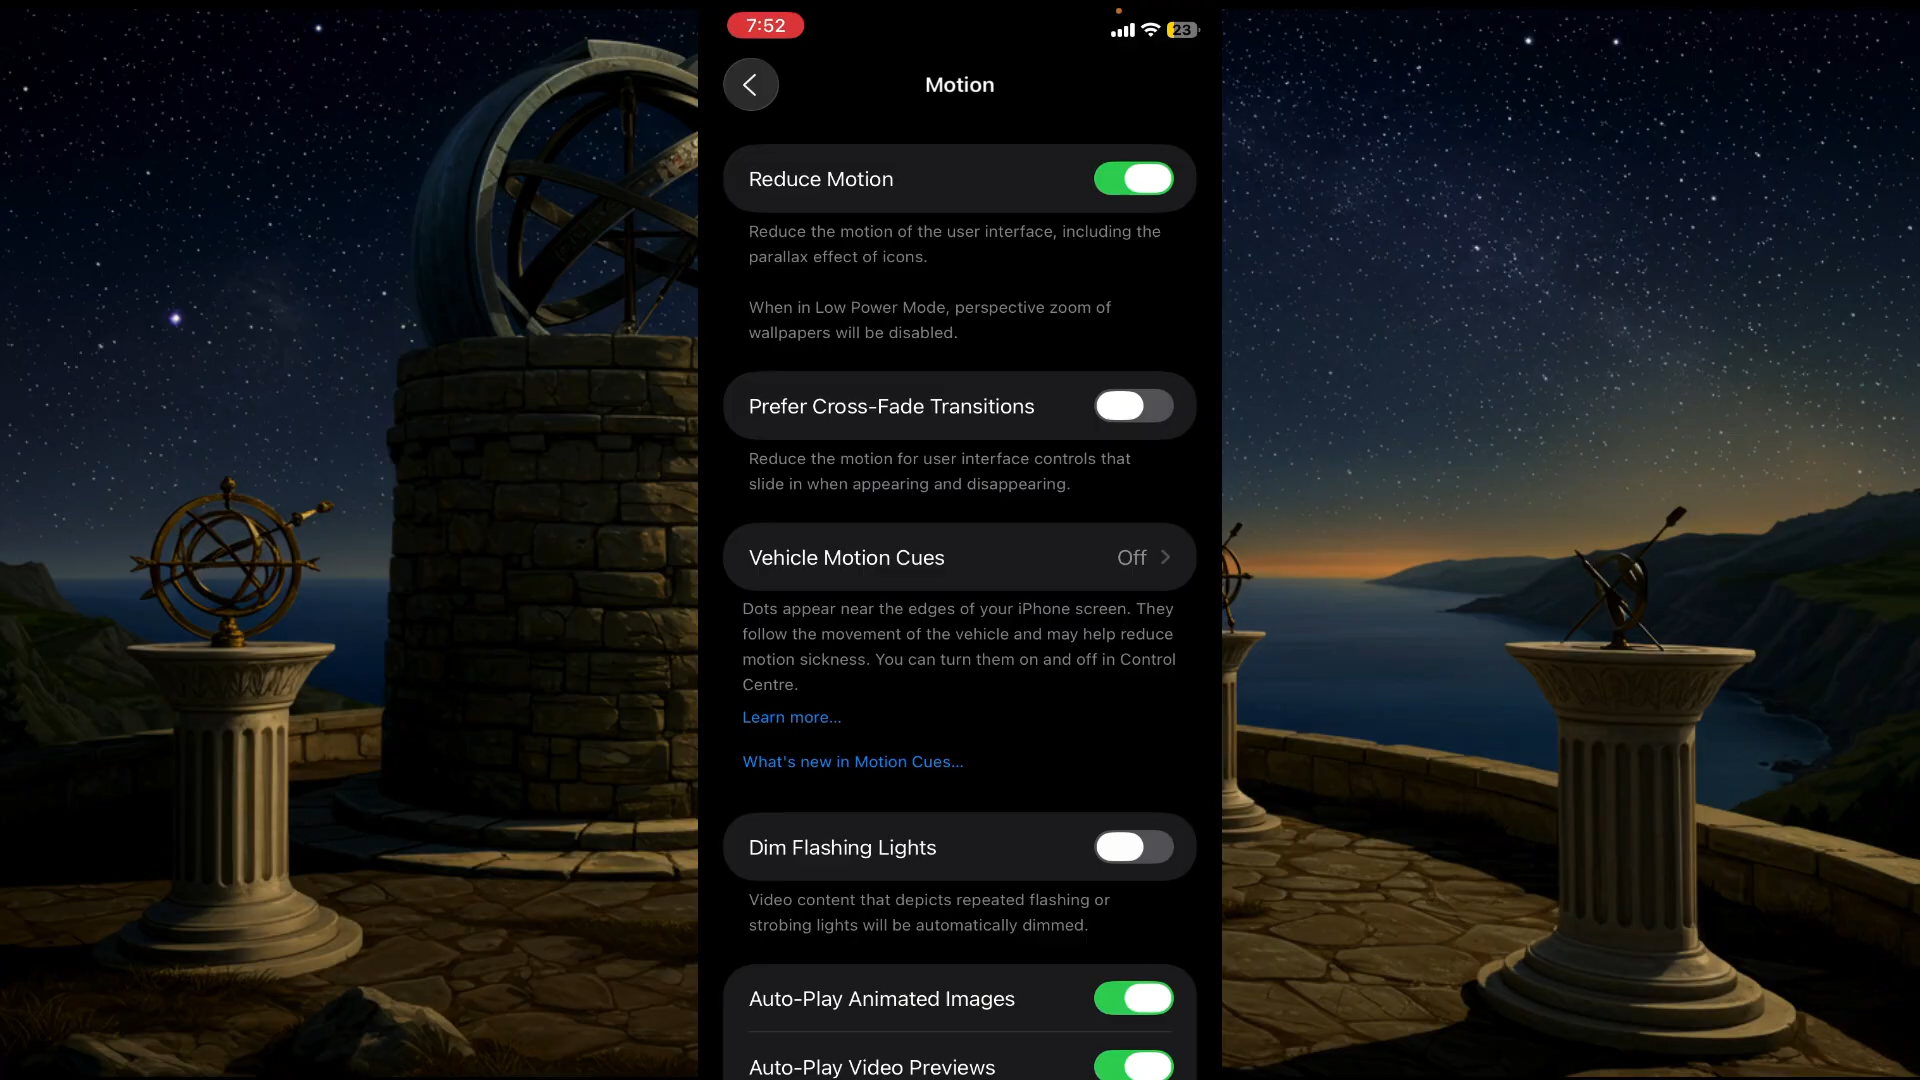 7:52
23
Motion
Reduce Motion
Reduce the motion of the user interface, including the
parallax effect of icons.
When in Low Power Mode, perspective zoom of
wallpapers will be disabled.
Prefer Cross-Fade Transitions
Reduce the motion for user interface controls that
slide in when appearing and disappearing.
Vehicle Motion Cues Off
Dots appear near the edges of your iPhone screen. They
follow the movement of the vehicle and may help reduce
motion sickness. You can turn them on and off in Control
Centre.
Learn more...
What's new in Motion Cues...
Dim Flashing Lights
Video content that depicts repeated flashing or
strobing lights will be automatically dimmed.
Auto-Play Animated Images
Auto-Play Video Previews